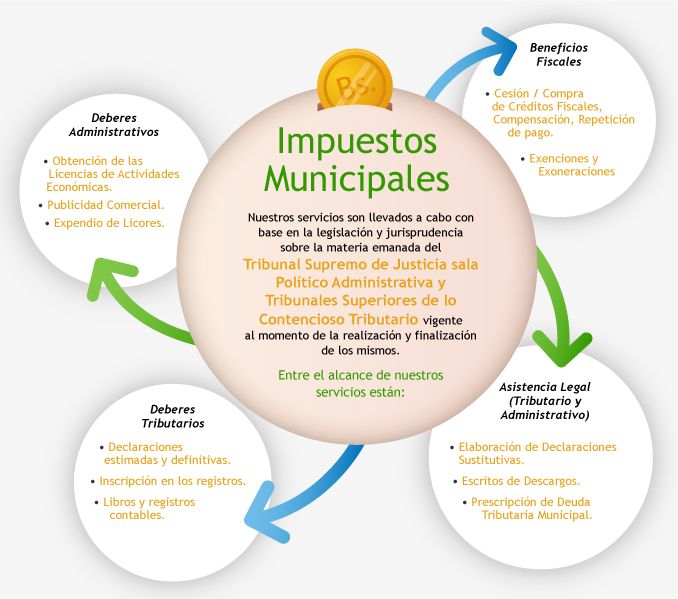 Bs.
Impuestos
Municipales
Nuestros servicios son llevados a cabo con
base en la legislación y jurisprudencia
sobre la materia emanada del
Tribunal Supremo de Justicia sala
Político Administrativa y
Tribunales Superiores de lo
Contencioso Tributario vigente
al momento de la realización y finalización
de los mismos.
Entre el alcance de nuestros
servicios están:
Deberes
Administrativos
• Obtención de las
Licencias de Actividades
Económicas.
• Publicidad Comercial.
• Expendío de Licores.
Beneficios
Fiscales
• Cesión / Compra
de Créditos Fiscales,
Compensación, Repetición
de pago.
• Exenciones y
Exoneraciones
Deberes
Tributarios
• Declaraciones
estimadas y definitivas.
• Inscripción en los registros.
• Libros y registros
contables.
Asistencia Legal
(Tributario y
Administrativo)
• Elaboración de Declaraciones
Sustitutivas.
• Escritos de Descargos.
• Prescripción de Deuda
Tributaria Municipal.